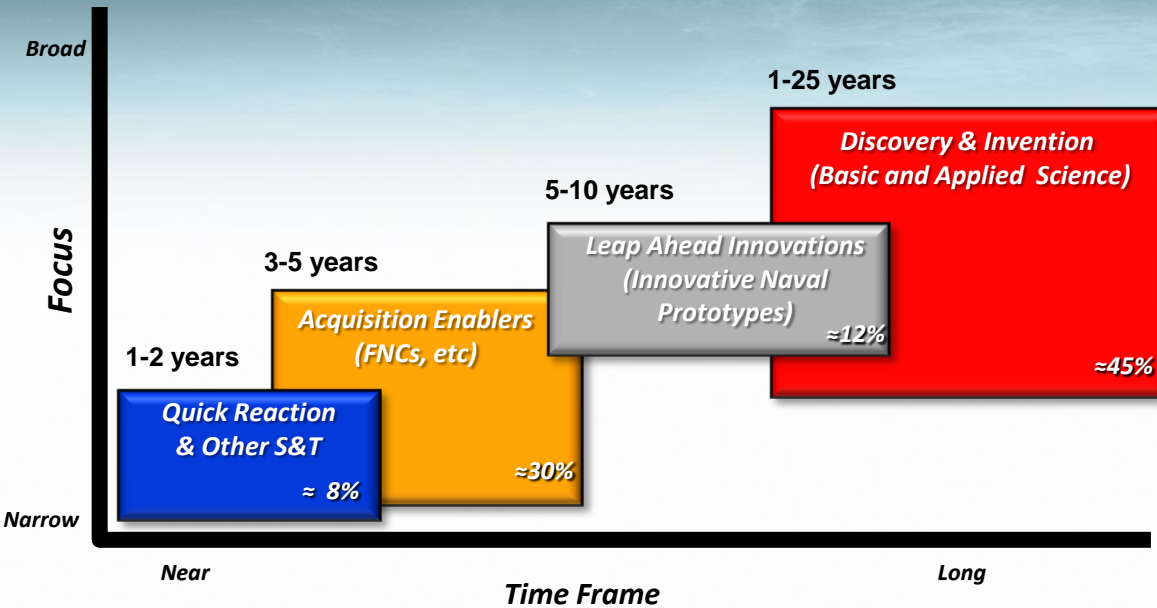 Broad
1-25 years
Discovery & Invention
(Basic and Applied Science)
≈45%
5-10 years
Leap Ahead Innovations
(Innovative Naval
Prototypes)
≈12%
Focus
3-5 years
Acquisition Enablers
(FNCs, etc)
≈30%
1-2 years
Quick Reaction
& Other S&T
≈ 8%
Narrow
Near
Long
Time Frame